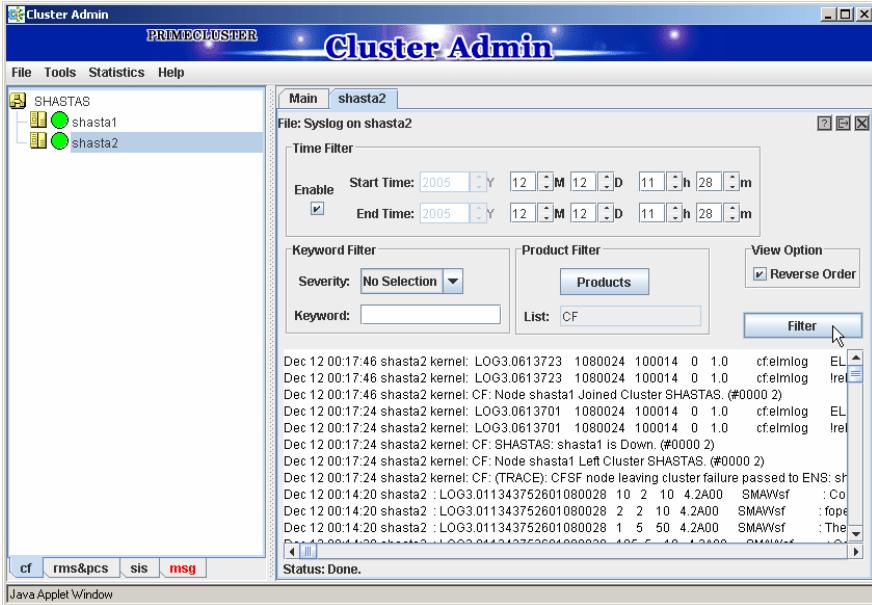 Cluster Admin
PRIMECLUSTER
Cluster Admin
File Tools Statistics Help
SHASTAS
shasta1
shasta2
Main shasta2
File: Syslog on shasta2
Time Filter
Enable
Start Time: 2005 Y 12 M 12 D 11 h 28 m
End Time: 2005 Y 12 M 12 D 11 h 28 m
Keyword Filter
Severity: No Selection
Keyword:
Product Filter
Products
List: CF
View Option
Reverse Order
Filter
Dec 12 00:17:46 shasta2 kernel: LOG3.0613723 1080024 100014 0 1.0 cf:elmlog EL
Dec 12 00:17:46 shasta2 kernel: LOG3.0613723 1080024 100014 0 1.0 cf:elmlog !rel
Dec 12 00:17:46 shasta2 kernel: CF: Node shasta1 Joined Cluster SHASTAS. (#0000 2)
Dec 12 00:17:24 shasta2 kernel: LOG3.0613701 1080024 100014 0 1.0 cf:elmlog EL
Dec 12 00:17:24 shasta2 kernel: LOG3.0613701 1080024 100014 0 1.0 cf:elmlog !rel
Dec 12 00:17:24 shasta2 kernel: CF: SHASTAS: shasta1 is Down. (#0000 2)
Dec 12 00:17:24 shasta2 kernel: CF: Node shasta1 Left Cluster SHASTAS. (#0000 2)
Dec 12 00:17:24 shasta2 kernel: CF: (TRACE): CFSF node leaving cluster failure passed to ENS: sh
Dec 12 00:14:20 shasta2 : LOG3.011343752601080028 10 2 10 4.2A00 SMAWsf : Co
Dec 12 00:14:20 shasta2 : LOG3.011343752601080028 2 2 10 4.2A00 SMAWsf : fope
Dec 12 00:14:20 shasta2 : LOG3.011343752601080028 1 5 50 4.2A00 SMAWsf : The
Status: Done.
cf rms&pcs sis msg
Java Applet Window